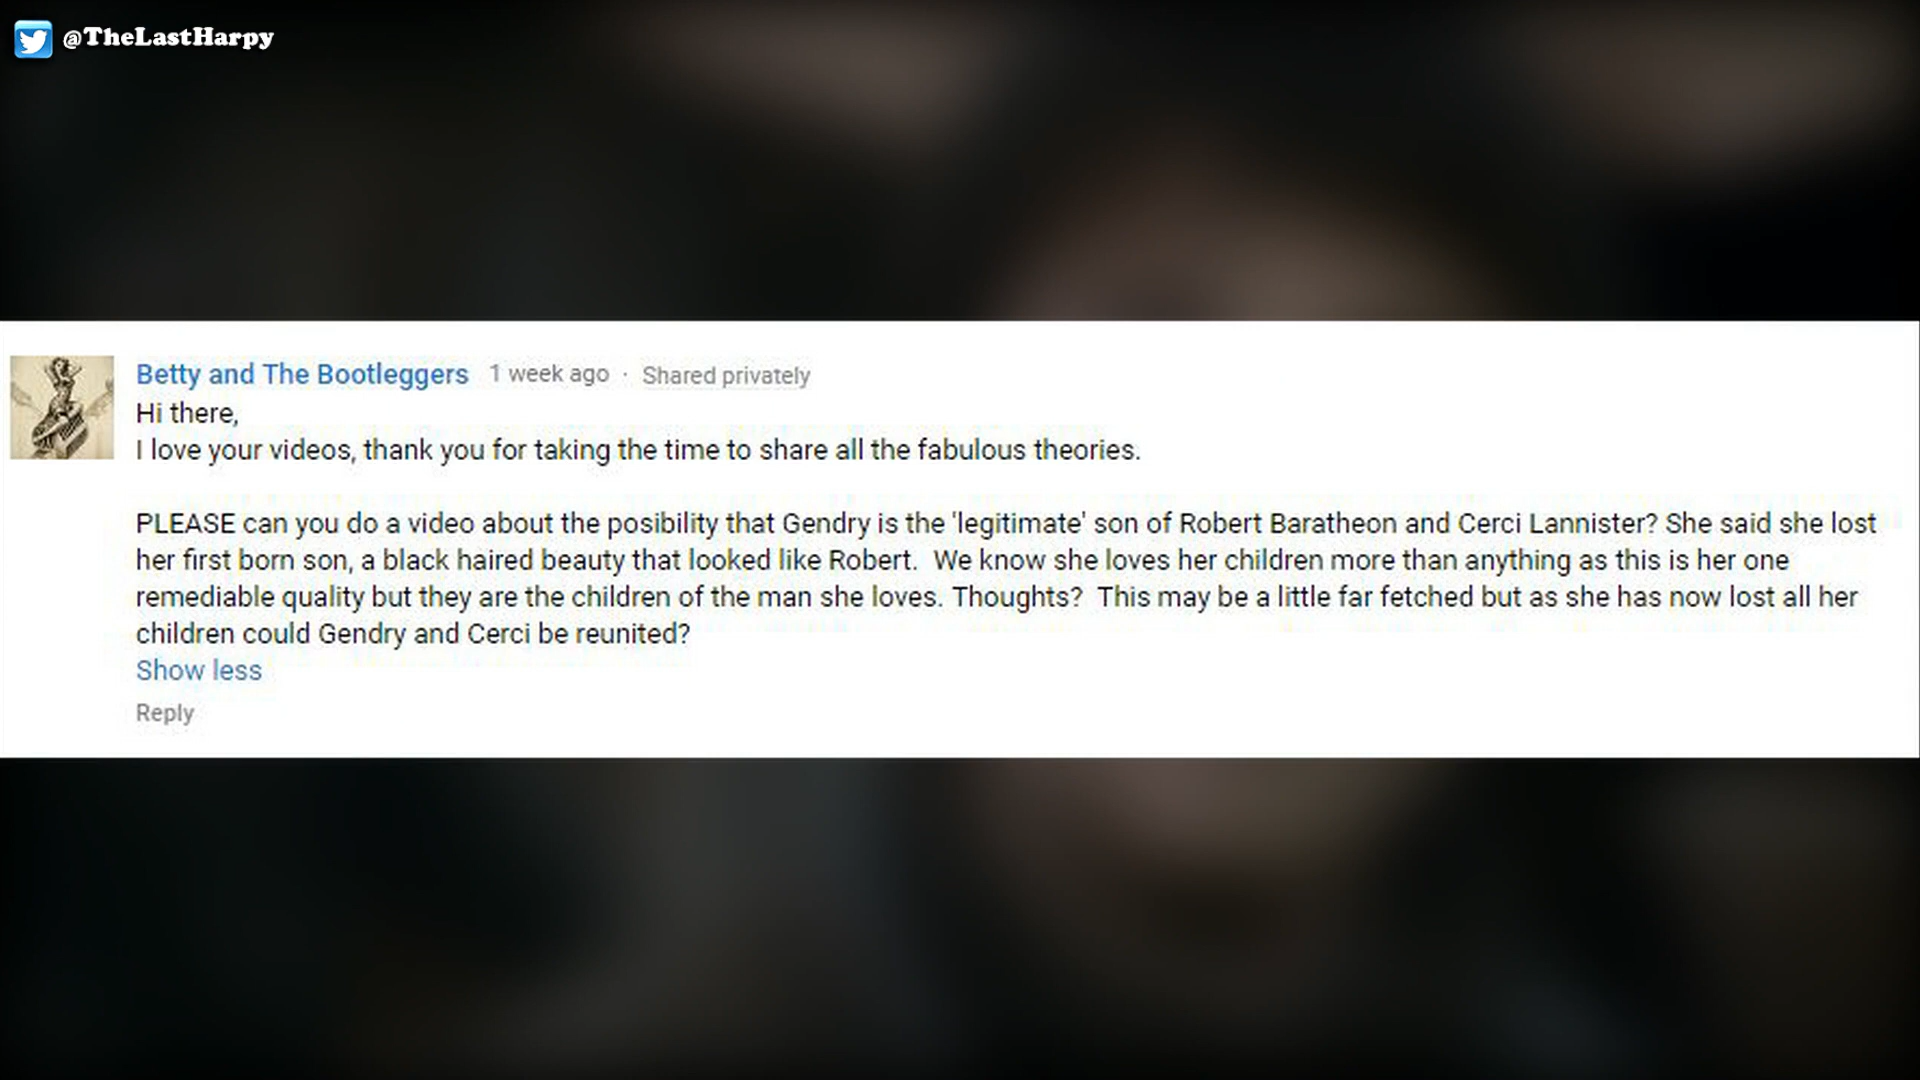 @TheLastHarpy
Betty and The Bootleggers 1 week ago · Shared privately
Hi there,
I love your videos, thank you for taking the time to share all the fabulous theories.
PLEASE can you do a video about the posibility that Gendry is the 'legitimate' son of Robert Baratheon and Cerci Lannister? She said she lost
her first born son, a black haired beauty that looked like Robert.  We know she loves her children more than anything as this is her one
remediable quality but they are the children of the man she loves. Thoughts?  This may be a little far fetched but as she has now lost all her
children could Gendry and Cerci be reunited?
Show less
Reply